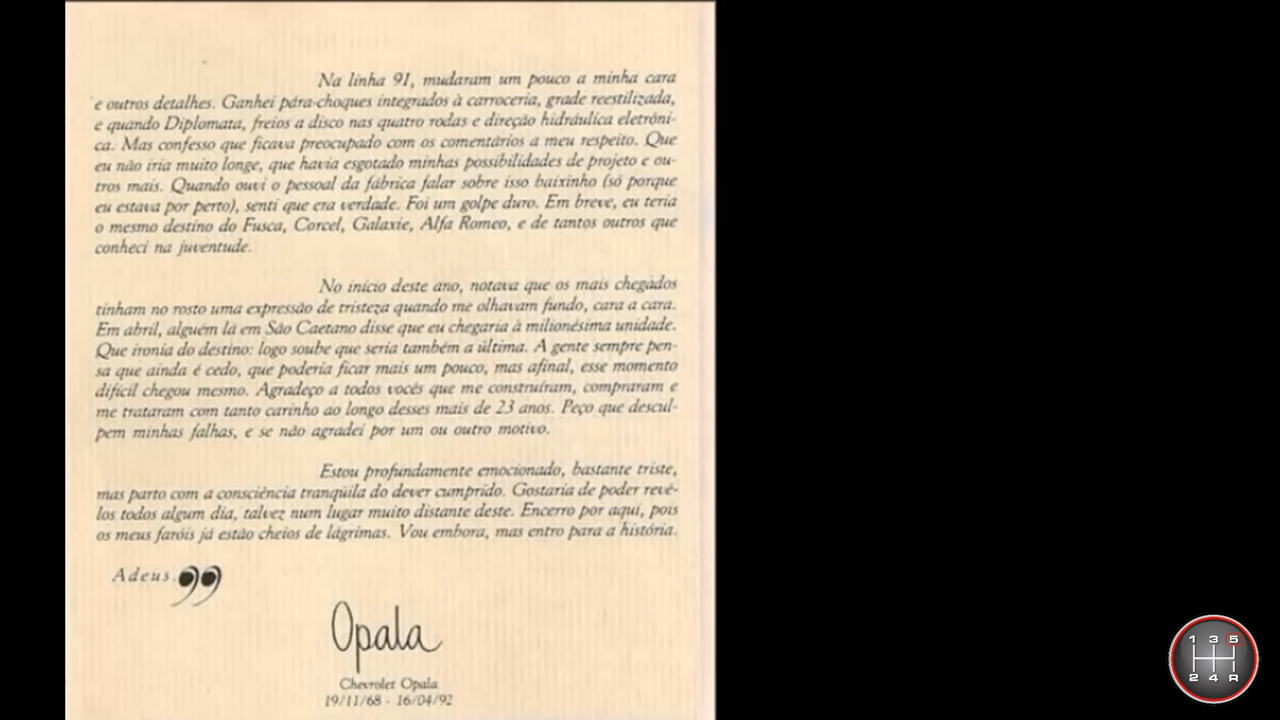 Na linha 91, mudaram um pouco a minha cara
e outros detalhes. Ganhei pára-choques integrados à carroceria, grade reestilizada,
e quando Diplomata, freios a disco nas quatro rodas e direção hidráulica eletrôni-
ca. Mas confesso que ficava preocupado com os comentários a meu respeito. Que
eu não iria muito longe, que havia esgotado minhas possibilidades de projeto e ou-
tros mais. Quando ouvi o pessoal da fábrica falar sobre isso baixinho (só porque
eu estava por perto), senti que era verdade. Foi um golpe duro. Em breve, eu teria
o mesmo destino do Fusca, Corcel, Galaxie, Alfa Romeo, e de tantos outros que
conheci na juventude.
No início deste ano, notava que os mais chegados
tinham no rosto uma expressão de tristeza quando me olhavam fundo, cara a cara.
Em abril, alguém lá em São Caetano disse que eu chegaria à milionésima unidade.
Que ironia do destino: logo soube que seria também a última. A gente sempre pen-
sa que ainda é cedo, que poderia ficar mais um pouco, mas afinal, esse momento
difícil chegou mesmo. Agradeço a todos vocês que me construíram, compraram e
me trataram com tanto carinho ao longo desses mais de 23 anos. Peço que descul-
pem minhas falhas, e se não agradei por um ou outro motivo.
Estou profundamente emocionado, bastante triste,
mas parto com a consciência tranqüila do dever cumprido. Gostaria de poder revê-
los todos algum dia, talvez num lugar muito distante deste. Encerro por aqui, pois
os meus faróis já estão cheios de lágrimas. Vou embora, mas entro para a história.
Adeus.”
Opala
Chevrolet Opala
19/11/68 - 16/04/92
1 3 5
2 4 R